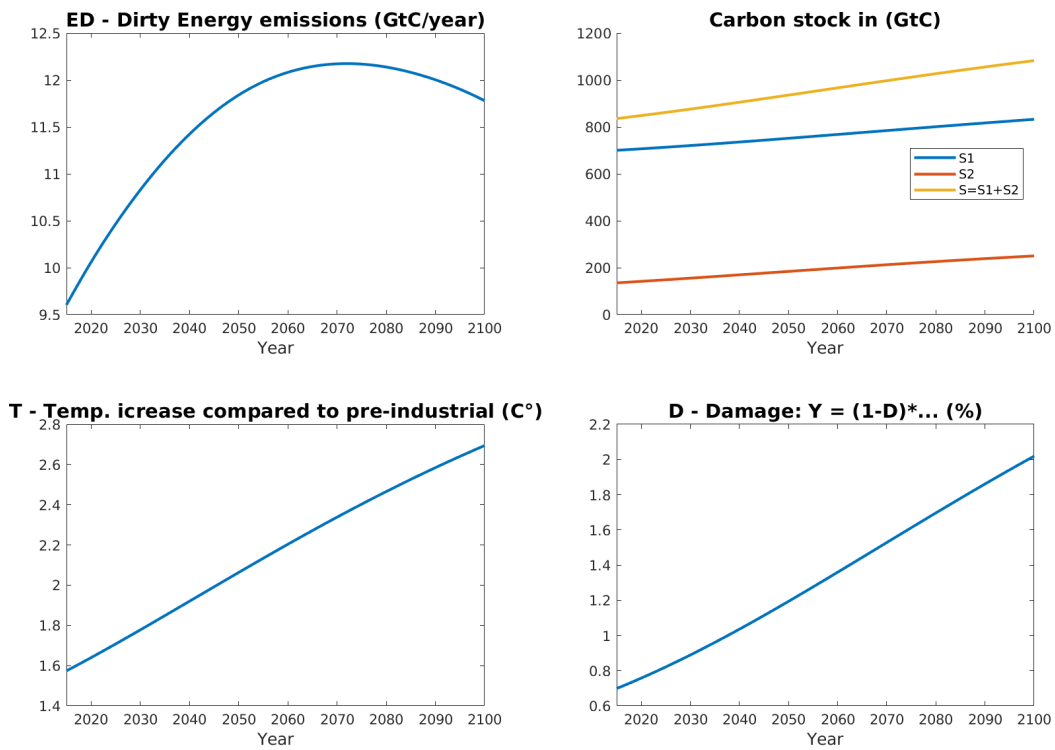 ED - Dirty Energy emissions (GtC/year)
12.5
12
11.5
11
10.5
10
9.5
2020 2030 2040 2050 2060 2070 2080 2090 2100
Year
Carbon stock in (GtC)
1200
1000
800
600
400
200
0
S1
S2
S=S1+S2
2020 2030 2040 2050 2060 2070 2080 2090 2100
Year
T - Temp. icrease compared to pre-industrial (C°)
2.8
2.6
2.4
2.2
2
1.8
1.6
1.4
2020 2030 2040 2050 2060 2070 2080 2090 2100
Year
D - Damage: Y = (1-D)*... (%)
2.2
2
1.8
1.6
1.4
1.2
1
0.8
0.6
2020 2030 2040 2050 2060 2070 2080 2090 2100
Year